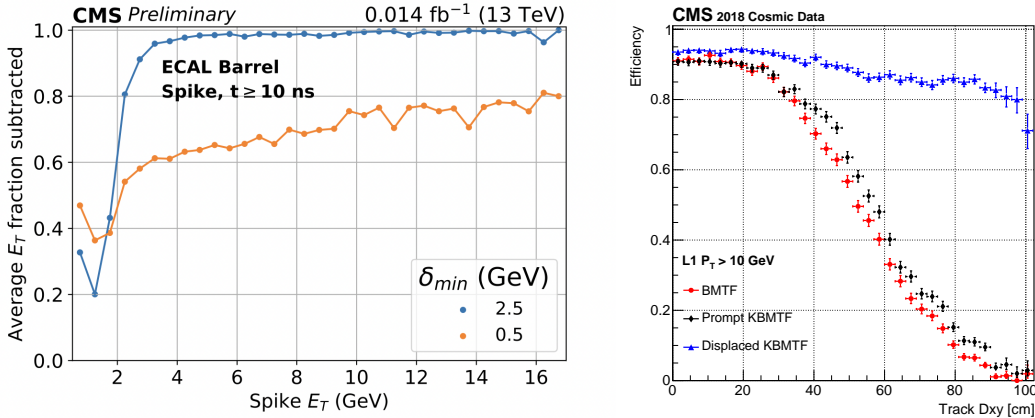 CMS Preliminary 0.014 fb⁻¹ (13 TeV)
Average E_T fraction subtracted
1.0
0.8
0.6
0.4
0.2
0.0
ECAL Barrel
Spike, t ≥ 10 ns
δ_min (GeV)
2.5
0.5
2 4 6 8 10 12 14 16
Spike E_T (GeV)
CMS 2018 Cosmic Data
Efficiency
1
0.8
0.6
0.4
0.2
0
L1 P_T > 10 GeV
BMTF
Prompt KBMTF
Displaced KBMTF
0 20 40 60 80 100
Track Dxy [cm]